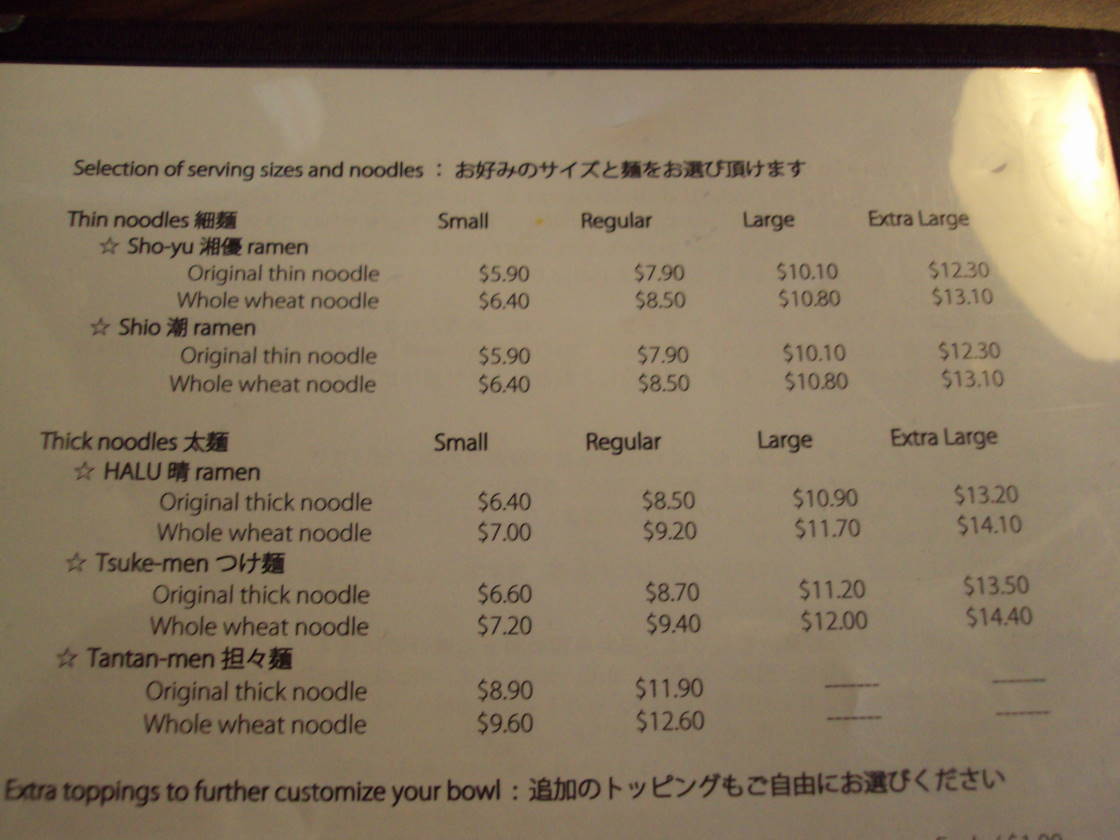 Selection of serving sizes and noodles : お好みのサイズと麺をお選び頂けます
Thin noodles 細麺 Small Regular Large Extra Large
☆ Sho-yu 湘優 ramen
Original thin noodle $5.90 $7.90 $10.10 $12.30
Whole wheat noodle $6.40 $8.50 $10.80 $13.10
☆ Shio 潮 ramen
Original thin noodle $5.90 $7.90 $10.10 $12.30
Whole wheat noodle $6.40 $8.50 $10.80 $13.10
Thick noodles 太麺 Small Regular Large Extra Large
☆ HALU 晴 ramen
Original thick noodle $6.40 $8.50 $10.90 $13.20
Whole wheat noodle $7.00 $9.20 $11.70 $14.10
☆ Tsuke-men つけ麺
Original thick noodle $6.60 $8.70 $11.20 $13.50
Whole wheat noodle $7.20 $9.40 $12.00 $14.40
☆ Tantan-men 担々麺
Original thick noodle $8.90 $11.90 ------- -------
Whole wheat noodle $9.60 $12.60 ------- -------
Extra toppings to further customize your bowl : 追加のトッピングもご自由にお選びください